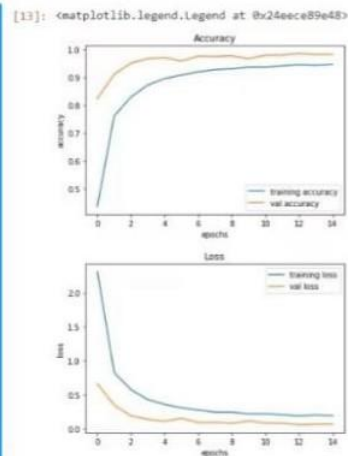 [13]: <matplotlib.legend.Legend at 0x24eece89e48>
Accuracy
1.0
0.9
0.8
0.7
0.6
0.5
accuracy
training accuracy
val accuracy
0 2 4 6 8 10 12 14
epochs
Loss
training loss
val loss
2.0
1.5
1.0
0.5
0.0
loss
0 2 4 6 8 10 12 14
epochs